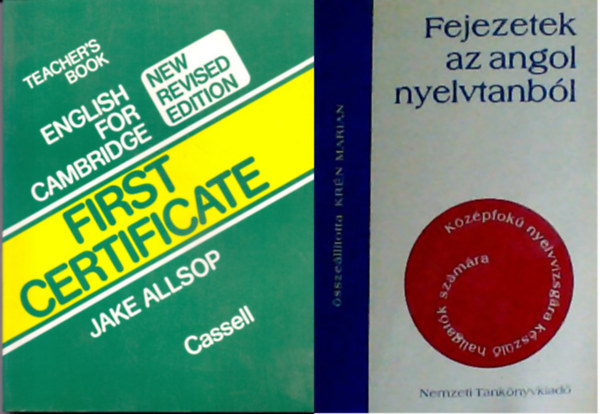 TEACHER'S
BOOK
ENGLISH
FOR
CAMBRIDGE
NEW
REVISED
EDITION
FIRST
CERTIFICATE
JAKE ALLSOP
Cassell
Összeállította KRÉN MARIAN
Fejezetek
az angol
nyelvtanból
Középfokú nyelvvizsgára készülő hallgatók számára
Nemzeti Tankönyvkiadó